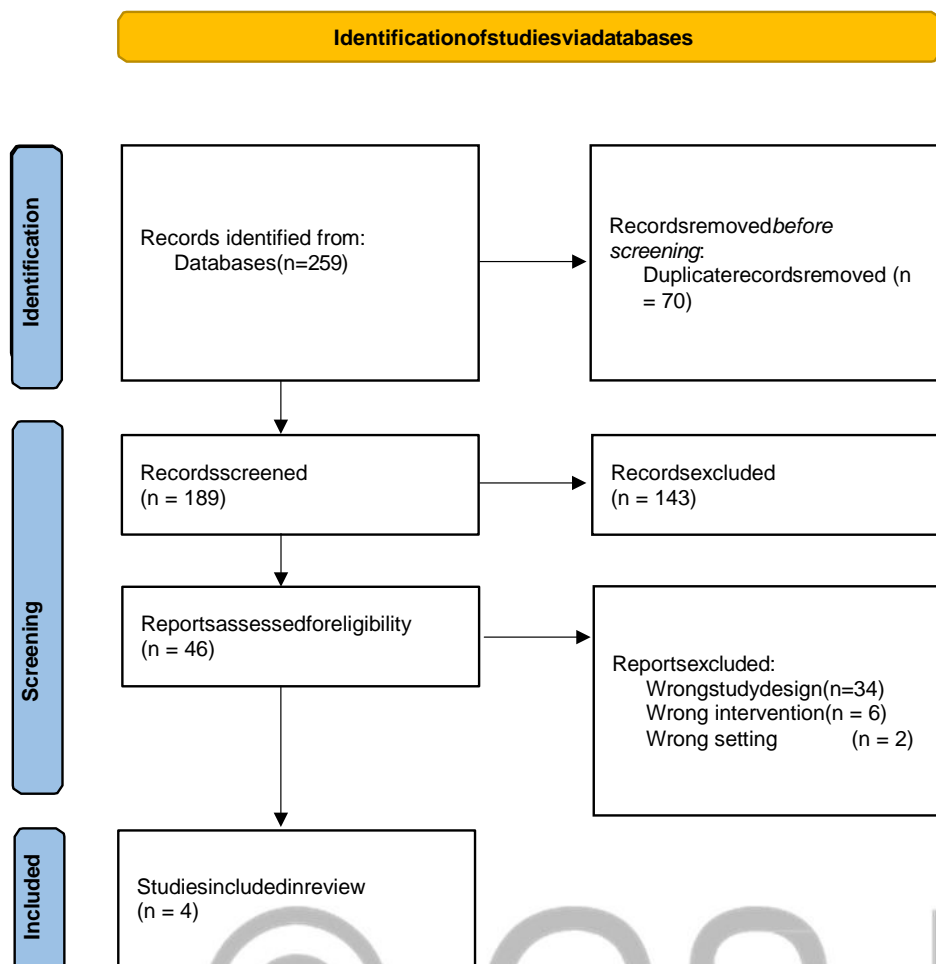 Identificationofstudiesviadatabases
Identification
Records identified from:
Databases(n=259)
Recordsremovedbefore
screening:
Duplicaterecordsremoved (n
= 70)
Screening
Recordsscreened
(n = 189)
Recordsexcluded
(n = 143)
Reportsassessedforeligibility
(n = 46)
Reportsexcluded:
Wrongstudydesign(n=34)
Wrong intervention(n = 6)
Wrong setting (n = 2)
Included
Studiesincludedinreview
(n = 4)